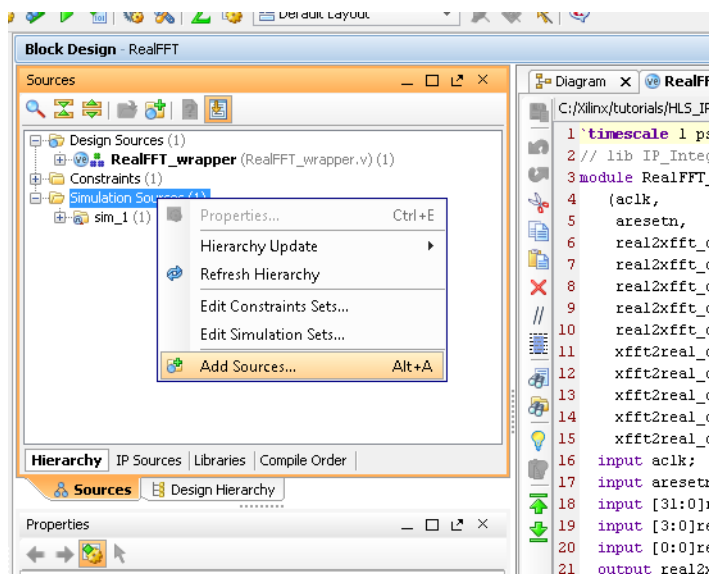 Default Layout
Block Design - RealFFT
Sources
Design Sources (1)
RealFFT_wrapper (RealFFT_wrapper.v) (1)
Constraints (1)
Simulation Sources (1)
sim_1 (1)
Properties... Ctrl+E
Hierarchy Update
Refresh Hierarchy
Edit Constraints Sets...
Edit Simulation Sets...
Add Sources... Alt+A
Hierarchy IP Sources Libraries Compile Order
Sources Design Hierarchy
Properties
Diagram RealF
C:/Xilinx/tutorials/HLS_IP
1 `timescale 1 ps
2 // lib IP_Integ
3 module RealFFT_
4 (aclk,
5 aresetn,
6 real2xfft_
7 real2xfft_
8 real2xfft_
9 real2xfft_
10 real2xfft_
11 xfft2real_
12 xfft2real_
13 xfft2real_
14 xfft2real_
15 xfft2real_
16 input aclk;
17 input aresetn
18 input [31:0]r
19 input [3:0]re
20 input [0:0]re
21 output real2x